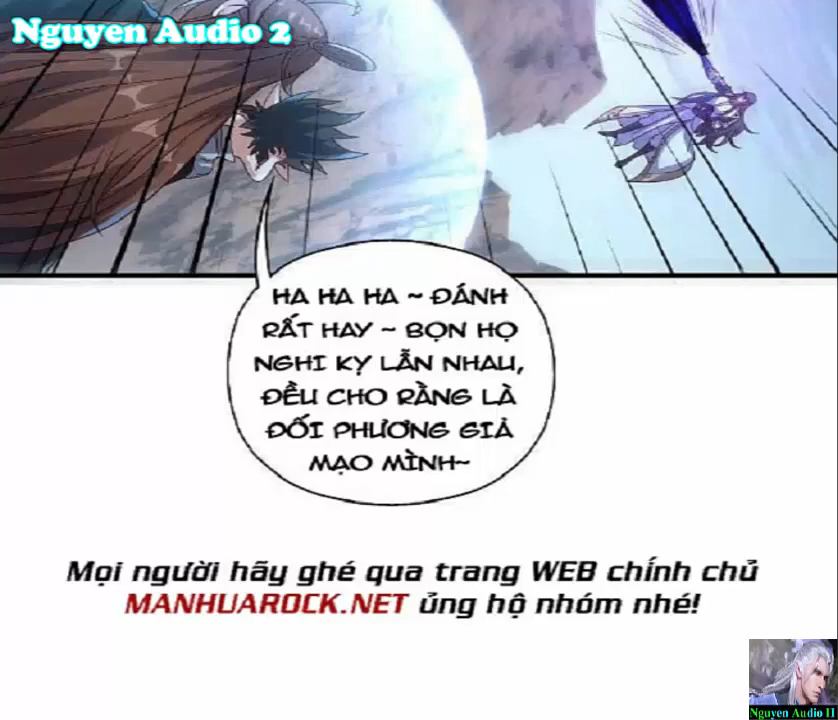 Nguyen Audio 2
HA HA HA ~ ĐÁNH
RẤT HAY ~ BỌN HỌ
NGHI KỴ LẪN NHAU,
ĐỀU CHO RẰNG LÀ
ĐỐI PHƯƠNG GIẢ
MẠO MÌNH~
Mọi người hãy ghé qua trang WEB chính chủ
MANHUAROCK.NET ủng hộ nhóm nhé!
Nguyen Audio II